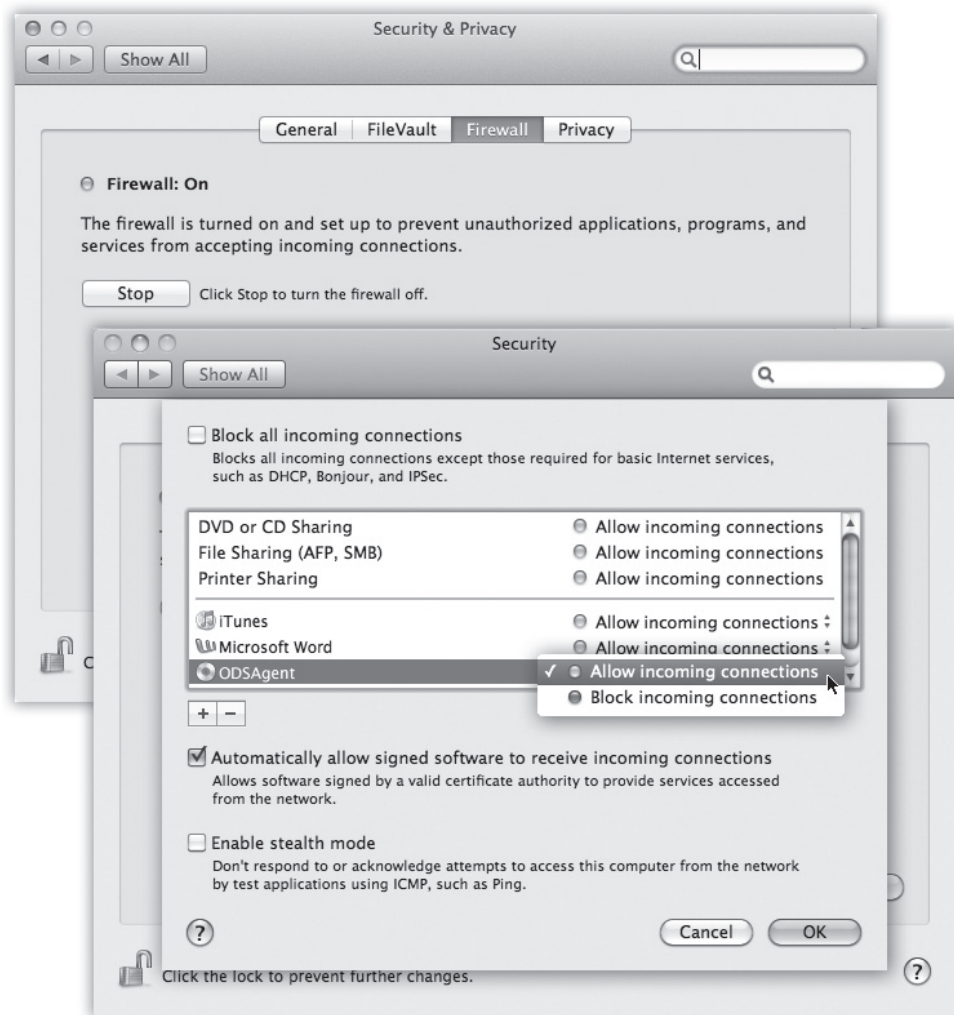 Security & Privacy
Show All
General FileVault Firewall Privacy
Firewall: On
The firewall is turned on and set up to prevent unauthorized applications, programs, and
services from accepting incoming connections.
Stop Click Stop to turn the firewall off.
Security
Show All
Block all incoming connections
Blocks all incoming connections except those required for basic Internet services,
such as DHCP, Bonjour, and IPSec.
DVD or CD Sharing Allow incoming connections
File Sharing (AFP, SMB) Allow incoming connections
Printer Sharing Allow incoming connections
iTunes Allow incoming connections
Microsoft Word Allow incoming connections
ODSAgent ✓ Allow incoming connections
Block incoming connections
+ −
Automatically allow signed software to receive incoming connections
Allows software signed by a valid certificate authority to provide services accessed
from the network.
Enable stealth mode
Don't respond to or acknowledge attempts to access this computer from the network
by test applications using ICMP, such as Ping.
? Cancel OK
Click the lock to prevent further changes. ?